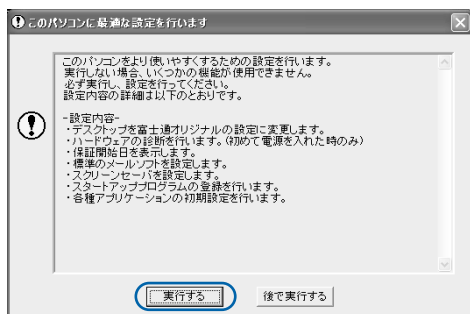 このパソコンに最適な設定を行います
このパソコンをより使いやすくするための設定を行います。
実行しない場合、いくつかの機能が使用できません。
必ず実行し、設定を行ってください。
設定内容の詳細は以下のとおりです。
-設定内容-
・デスクトップを富士通オリジナルの設定に変更します。
・ハードウェアの診断を行います。(初めて電源を入れた時のみ)
・保証開始日を表示します。
・標準のメールソフトを設定します。
・スクリーンセーバを設定します。
・スタートアッププログラムの登録を行います。
・各種アプリケーションの初期設定を行います。
実行する
後で実行する